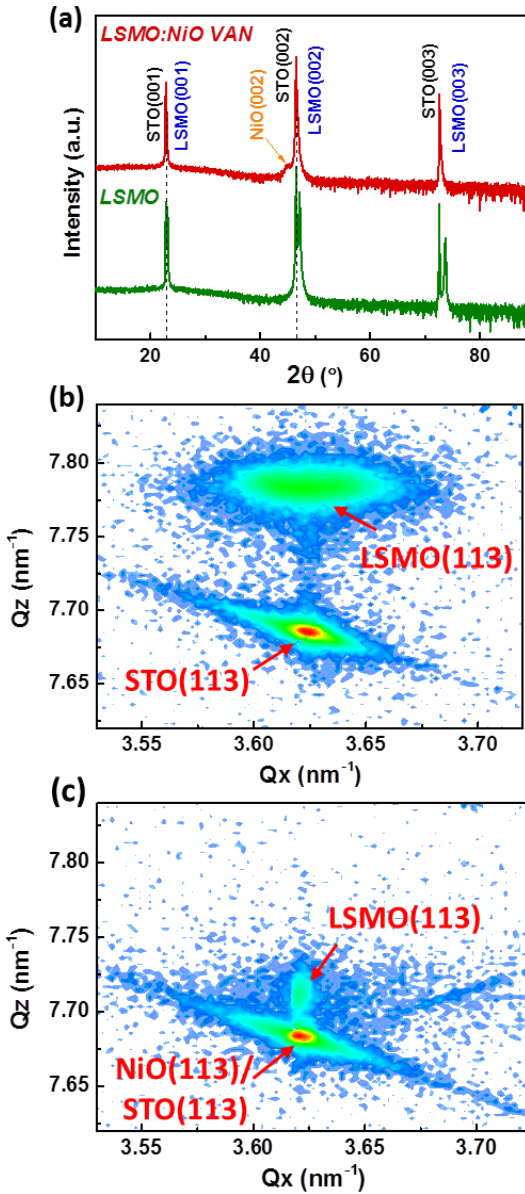 (a)
LSMO:NiO VAN
STO(001)
LSMO(001)
NiO(002)
STO(002)
LSMO(002)
STO(003)
LSMO(003)
LSMO
Intensity (a.u.)
20 40 60 80
2θ (°)
(b)
7.80
7.75
7.70
7.65
Qz (nm⁻¹)
LSMO(113)
STO(113)
3.55 3.60 3.65 3.70
Qx (nm⁻¹)
(c)
7.80
7.75
7.70
7.65
Qz (nm⁻¹)
LSMO(113)
NiO(113)/
STO(113)
3.55 3.60 3.65 3.70
Qx (nm⁻¹)